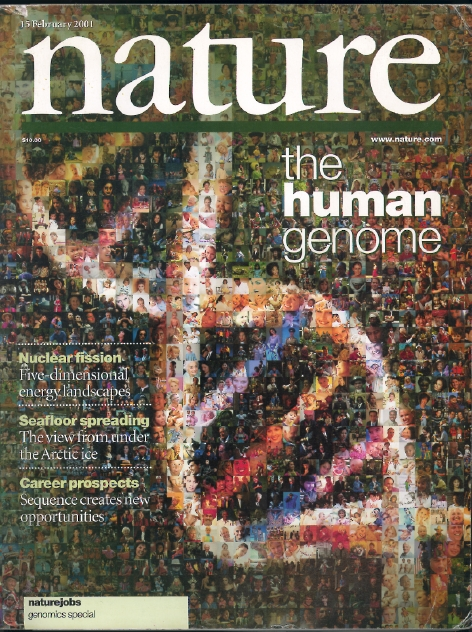 15 February 2001
nature
$10.00
www.nature.com
the
human
genome
Nuclear fission
Five-dimensional
energy landscapes
Seafloor spreading
The view from under
the Arctic ice
Career prospects
Sequence creates new
opportunities
naturejobs
genomics special